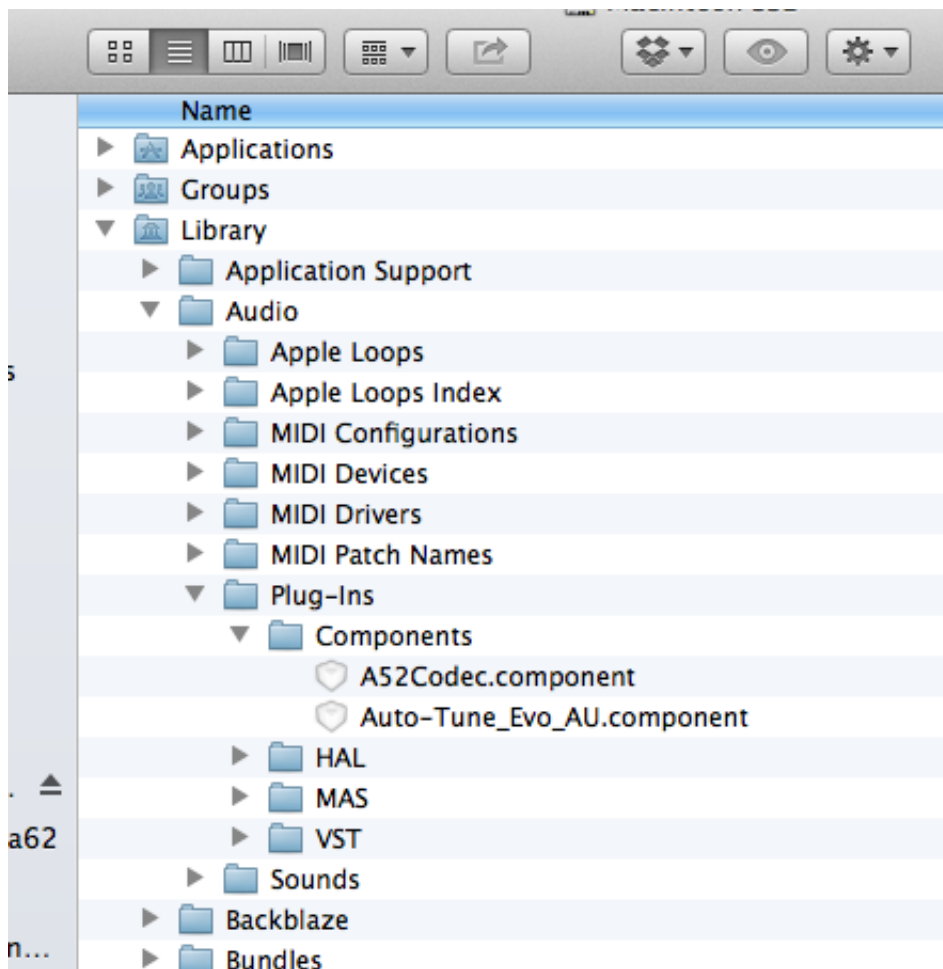 Name
Applications
Groups
Library
Application Support
Audio
Apple Loops
Apple Loops Index
s
MIDI Configurations
MIDI Devices
MIDI Drivers
MIDI Patch Names
Plug-Ins
Components
A52Codec.component
Auto-Tune_Evo_AU.component
HAL
MAS
a62
VST
Sounds
Backblaze
Bundles